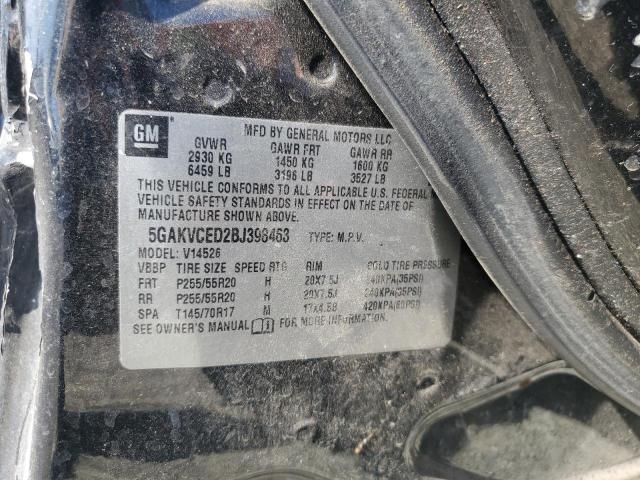 GM
MFD BY GENERAL MOTORS LLC
GVWR GAWR FRT GAWR RR
2930 KG 1450 KG 1600 KG
6459 LB 3196 LB 3527 LB
THIS VEHICLE CONFORMS TO ALL APPLICABLE U.S. FEDERAL
VEHICLE SAFETY STANDARDS IN EFFECT ON THE DATE OF
MANUFACTURE SHOWN ABOVE.
5GAKVCED2BJ398463 TYPE: M.P.V.
MODEL: V14526
VBBP TIRE SIZE SPEED RTG RIM COLD TIRE PRESSURE
FRT P255/55R20 H 20X7.5J 240KPA(35PSI)
RR P255/55R20 H 20X7.5J 240KPA(35PSI)
SPA T145/70R17 M 17X4.5B 420KPA(60PSI)
SEE OWNER'S MANUAL FOR MORE INFORMATION.